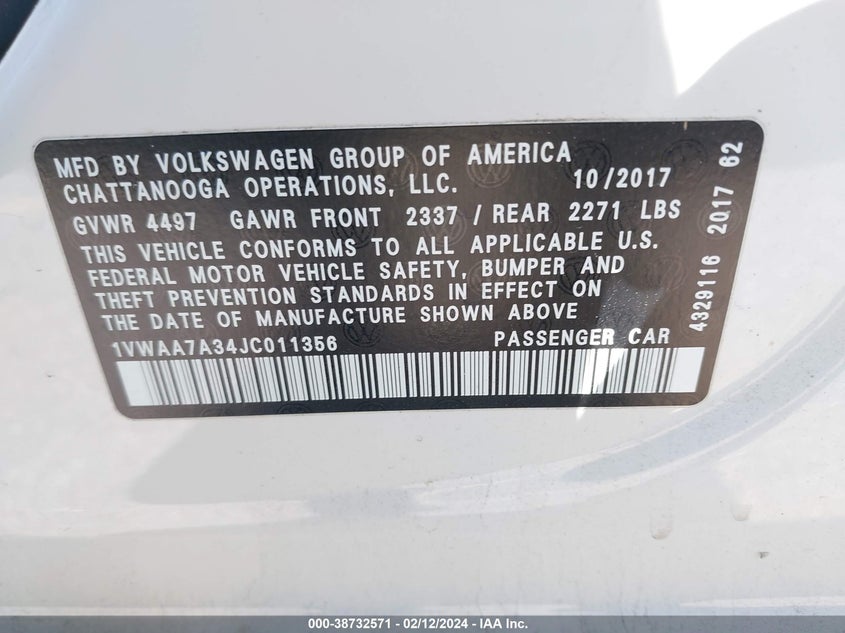 MFD BY VOLKSWAGEN GROUP OF AMERICA
CHATTANOOGA OPERATIONS, LLC. 10/2017
GVWR 4497 GAWR FRONT 2337 / REAR 2271 LBS
THIS VEHICLE CONFORMS TO ALL APPLICABLE U.S.
FEDERAL MOTOR VEHICLE SAFETY, BUMPER AND
THEFT PREVENTION STANDARDS IN EFFECT ON
THE DATE OF MANUFACTURE SHOWN ABOVE
1VWAA7A34JC011356 PASSENGER CAR
4329116 2017 62
000-38732571 - 02/12/2024 - IAA Inc.